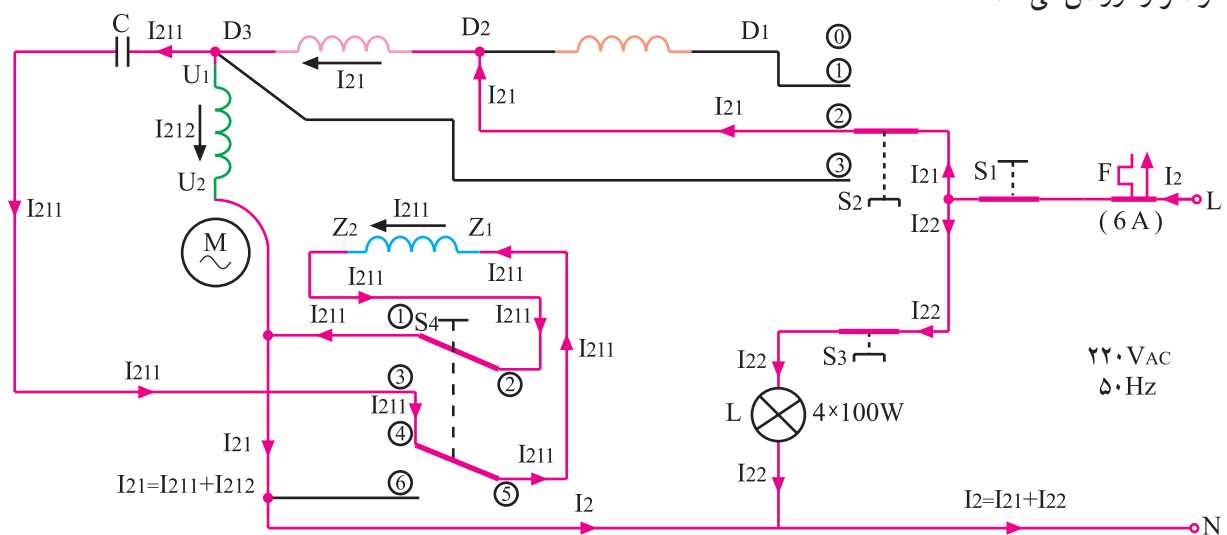 C
I211
D3
D2
D1
⓪
①
②
③
I21
I21
I21
U1
U2
I212
I211
M
S2
S1
F
I2
L
(6A)
I21
I22
Z2
I211
Z1
I211
I211
I211
① S4
I211
I211
②
I211
③
I211
④
I211
⑤
⑥
I21
I21=I211+I212
I2
I22
S3
I22
L
4×100W
I22
۲۲۰VAC
۵۰Hz
I2=I21+I22
N